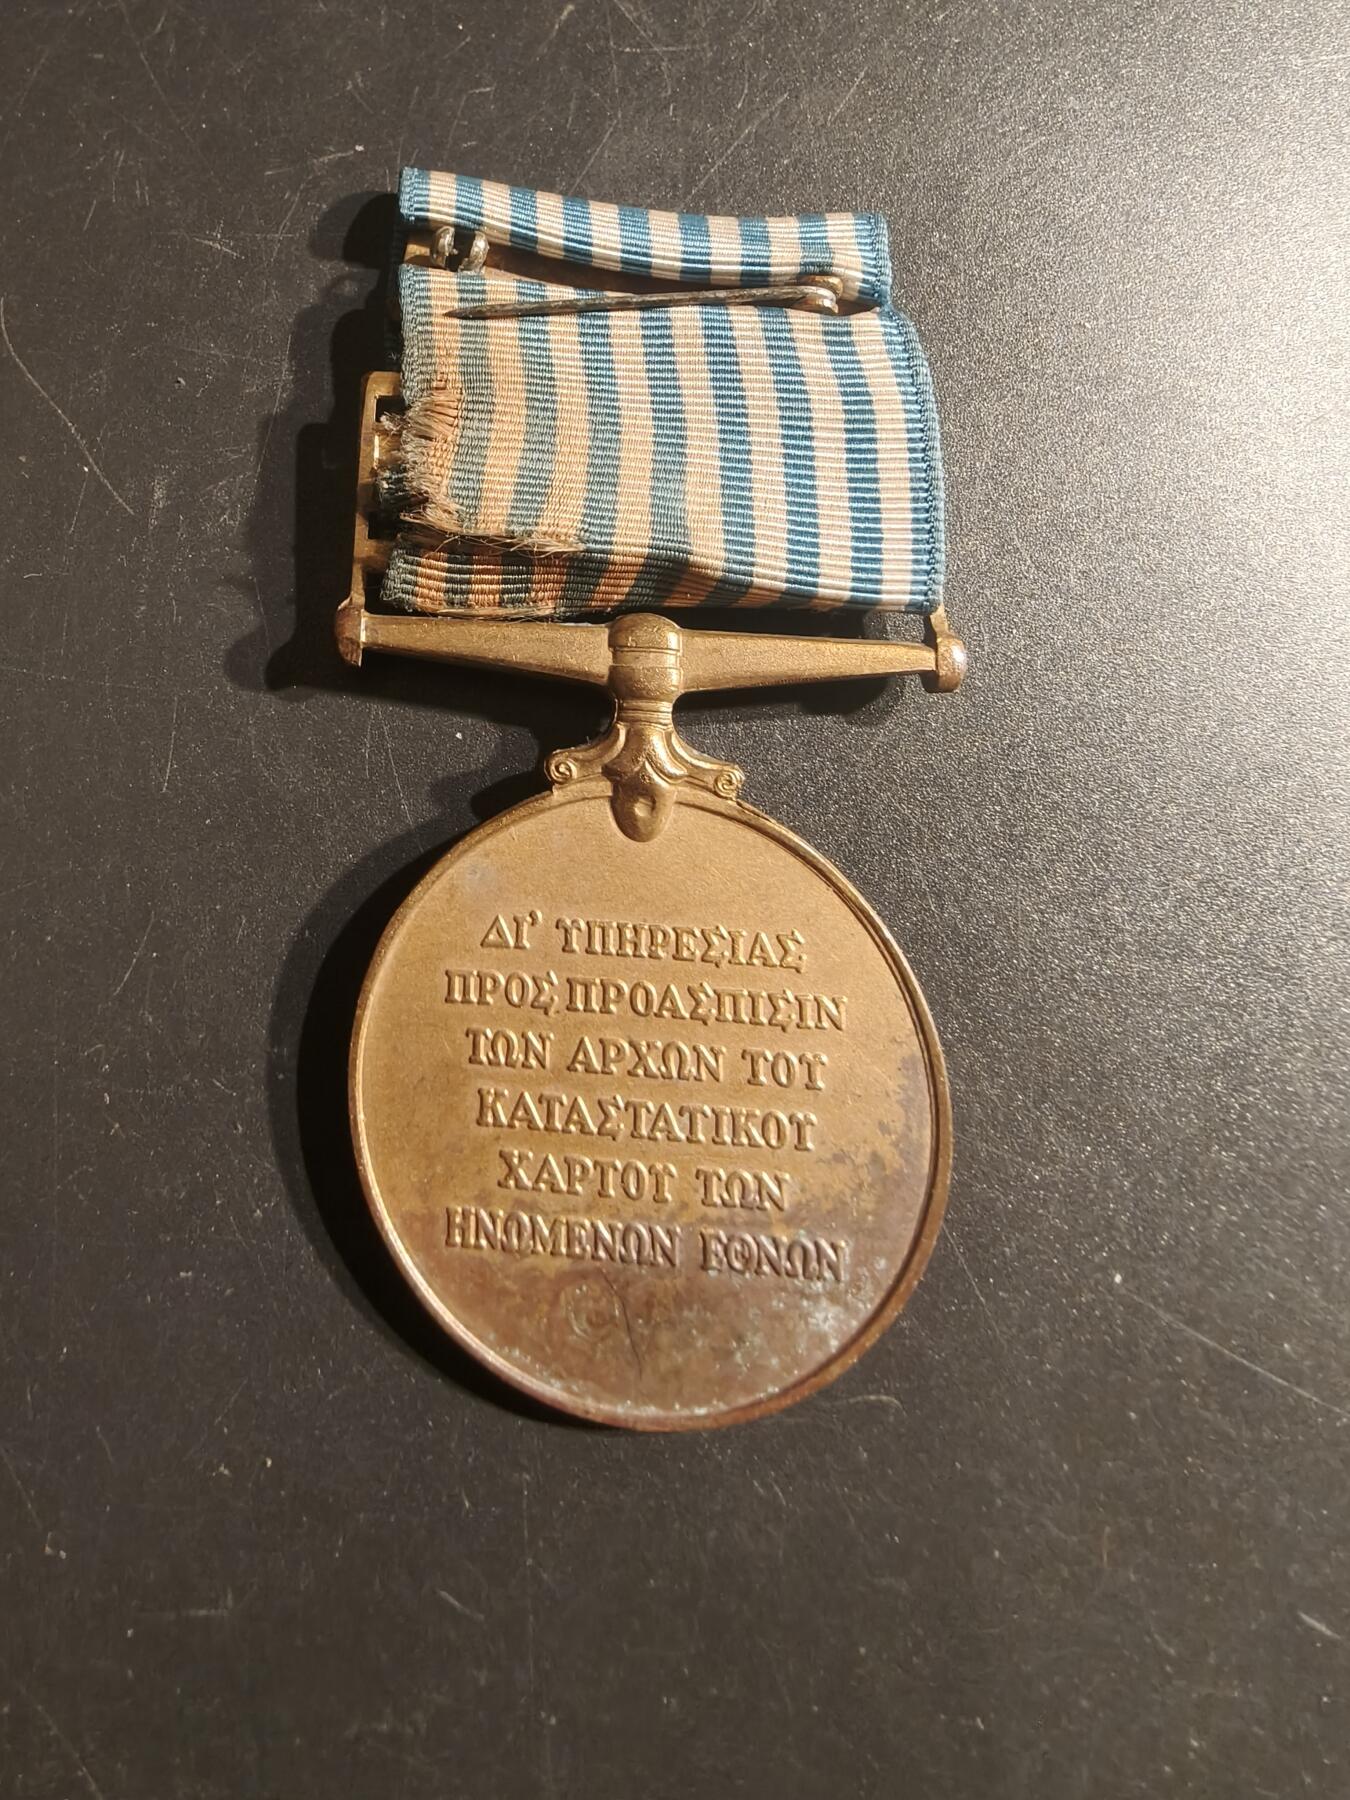 ΔΙ' ΥΠΗΡΕΣΙΑΣ
ΠΡΟΣ ΠΡΟΑΣΠΙΣΙΝ
ΤΩΝ ΑΡΧΩΝ ΤΟΥ
ΚΑΤΑΣΤΑΤΙΚΟΥ
ΧΑΡΤΟΥ ΤΩΝ
ΗΝΩΜΕΝΩΝ ΕΘΝΩΝ